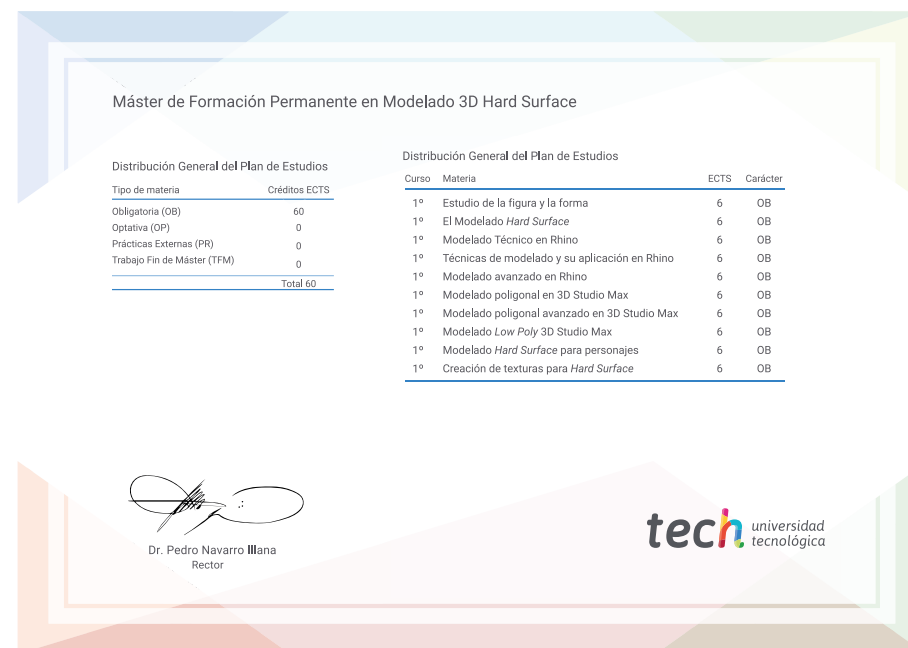 Máster de Formación Permanente en Modelado 3D Hard Surface
Distribución General del Plan de Estudios
Tipo de materia Créditos ECTS
Obligatoria (OB) 60
Optativa (OP) 0
Prácticas Externas (PR) 0
Trabajo Fin de Máster (TFM) 0
Total 60
Distribución General del Plan de Estudios
Curso Materia ECTS Carácter
1º Estudio de la figura y la forma 6 OB
1º El Modelado Hard Surface 6 OB
1º Modelado Técnico en Rhino 6 OB
1º Técnicas de modelado y su aplicación en Rhino 6 OB
1º Modelado avanzado en Rhino 6 OB
1º Modelado poligonal en 3D Studio Max 6 OB
1º Modelado poligonal avanzado en 3D Studio Max 6 OB
1º Modelado Low Poly 3D Studio Max 6 OB
1º Modelado Hard Surface para personajes 6 OB
1º Creación de texturas para Hard Surface 6 OB
Dr. Pedro Navarro Illana
Rector
tech universidad
tecnológica